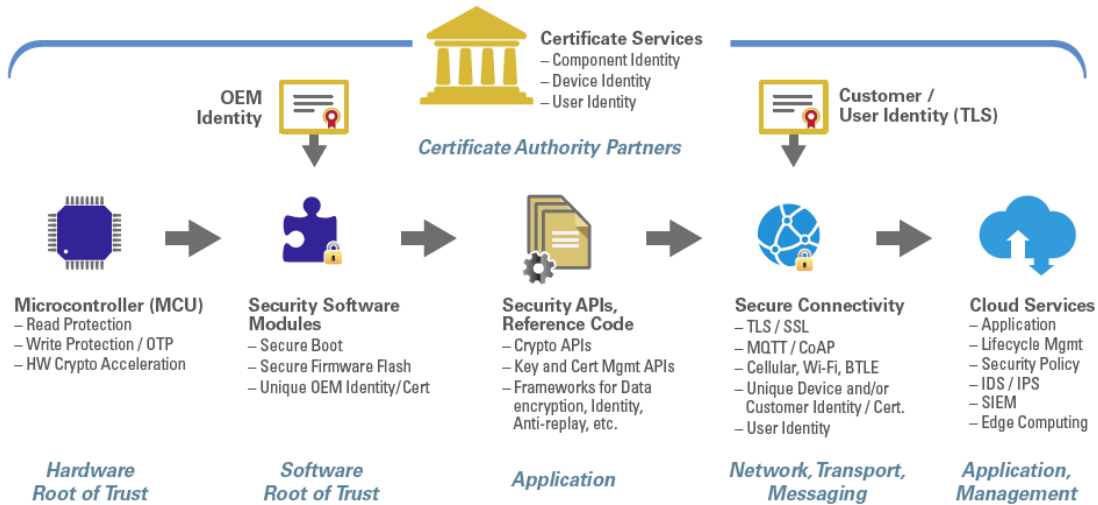 Certificate Services
– Component Identity
– Device Identity
– User Identity
Certificate Authority Partners
OEM
Identity
Customer /
User Identity (TLS)
Microcontroller (MCU)
– Read Protection
– Write Protection / OTP
– HW Crypto Acceleration
Hardware
Root of Trust
Security Software
Modules
– Secure Boot
– Secure Firmware Flash
– Unique OEM Identity/Cert
Software
Root of Trust
Security APIs,
Reference Code
– Crypto APIs
– Key and Cert Mgmt APIs
– Frameworks for Data
encryption, Identity,
Anti-replay, etc.
Application
Secure Connectivity
– TLS / SSL
– MQTT / CoAP
– Cellular, Wi-Fi, BTLE
– Unique Device and/or
Customer Identity / Cert.
– User Identity
Network, Transport,
Messaging
Cloud Services
– Application
– Lifecycle Mgmt
– Security Policy
– IDS / IPS
– SIEM
– Edge Computing
Application,
Management